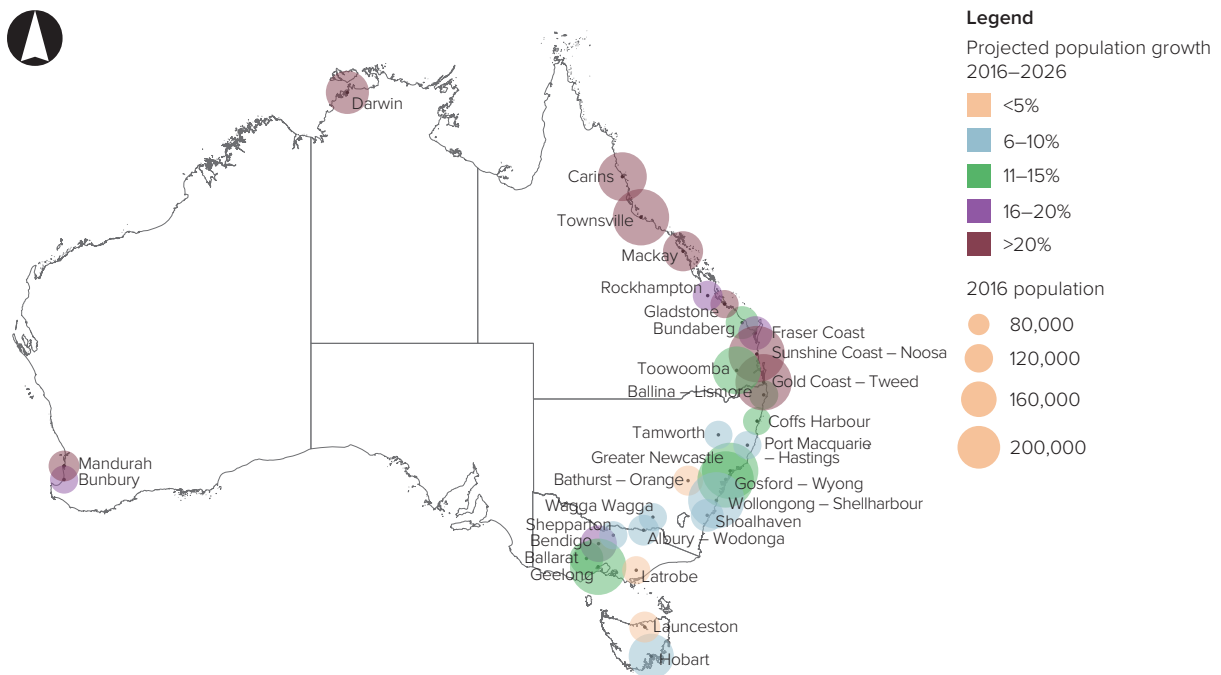 Legend
Projected population growth
2016–2026
<5%
6–10%
11–15%
16–20%
>20%
2016 population
80,000
120,000
160,000
200,000
Darwin
Carins
Townsville
Mackay
Rockhampton
Gladstone
Bundaberg
Fraser Coast
Sunshine Coast – Noosa
Toowoomba
Gold Coast – Tweed
Ballina – Lismore
Coffs Harbour
Tamworth
Port Macquarie
– Hastings
Greater Newcastle
Bathurst – Orange
Gosford – Wyong
Wollongong – Shellharbour
Wagga Wagga
Shoalhaven
Shepparton
Albury – Wodonga
Bendigo
Ballarat
Geelong
Latrobe
Launceston
Hobart
Mandurah
Bunbury